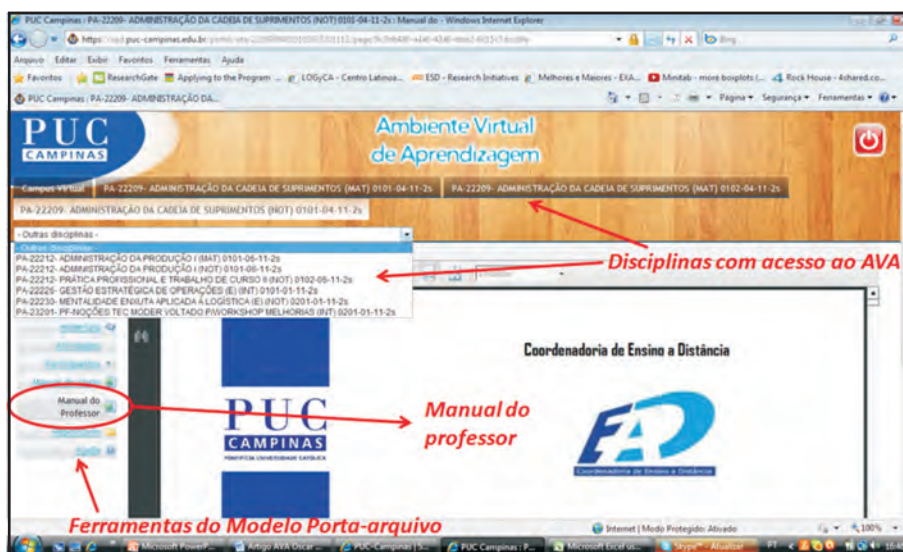 PUC Campinas : PA-22209- ADMINISTRAÇÃO DA CADEIA DE SUPRIMENTOS (NOT) 0101-04-11-2s : Manual do - Windows Internet Explorer
Bing
Arquivo Editar Exibir Favoritos Ferramentas Ajuda
Favoritos ResearchGate Applying to the Program ... LOGyCA - Centro Latinoa... ESD - Research Initiatives Melhores e Maiores - EXA... Minitab - more boxplots (... Rock House - 4shared.co...
PUC Campinas : PA-22209- ADMINISTRAÇÃO DA... Página Segurança Ferramentas
PUC
CAMPINAS
Ambiente Virtual
de Aprendizagem
Campus Virtual PA-22209- ADMINISTRAÇÃO DA CADEIA DE SUPRIMENTOS (MAT) 0101-04-11-2s PA-22209- ADMINISTRAÇÃO DA CADEIA DE SUPRIMENTOS (MAT) 0102-04-11-2s
PA-22209- ADMINISTRAÇÃO DA CADEIA DE SUPRIMENTOS (NOT) 0101-04-11-2s
- Outras disciplinas -
- Outras disciplinas -
PA-22212- ADMINISTRAÇÃO DA PRODUÇÃO I (MAT) 0101-06-11-2s
PA-22212- ADMINISTRAÇÃO DA PRODUÇÃO I (NOT) 0101-06-11-2s
PA-22212- PRÁTICA PROFISSIONAL E TRABALHO DE CURSO II (NOT) 0102-08-11-2s
PA-22226- GESTÃO ESTRATÉGICA DE OPERAÇÕES (E) (INT) 0101-01-11-2s
PA-22230- MENTALIDADE ENXUTA APLICADA À LOGÍSTICA (E) (NOT) 0201-01-11-2s
PA-23201- PF-NOÇÕES TEC MODER VOLTADO P/WORKSHOP MELHORIAS (INT) 0201-01-11-2s
Disciplinas com acesso ao AVA
Manual do
Professor
Manual do
professor
Ferramentas do Modelo Porta-arquivo
Coordenadoria de Ensino a Distância
PUC
CAMPINAS
PONTIFÍCIA UNIVERSIDADE CATÓLICA
EAD
Coordenadoria de Ensino a Distância
Internet | Modo Protegido: Ativado 100%
Microsoft PowerP... Artigo AVA Oscar ... PUC-Campinas | S... PUC Campinas : P... Microsoft Excel us... Skype™ - Atualizar PT 16:40